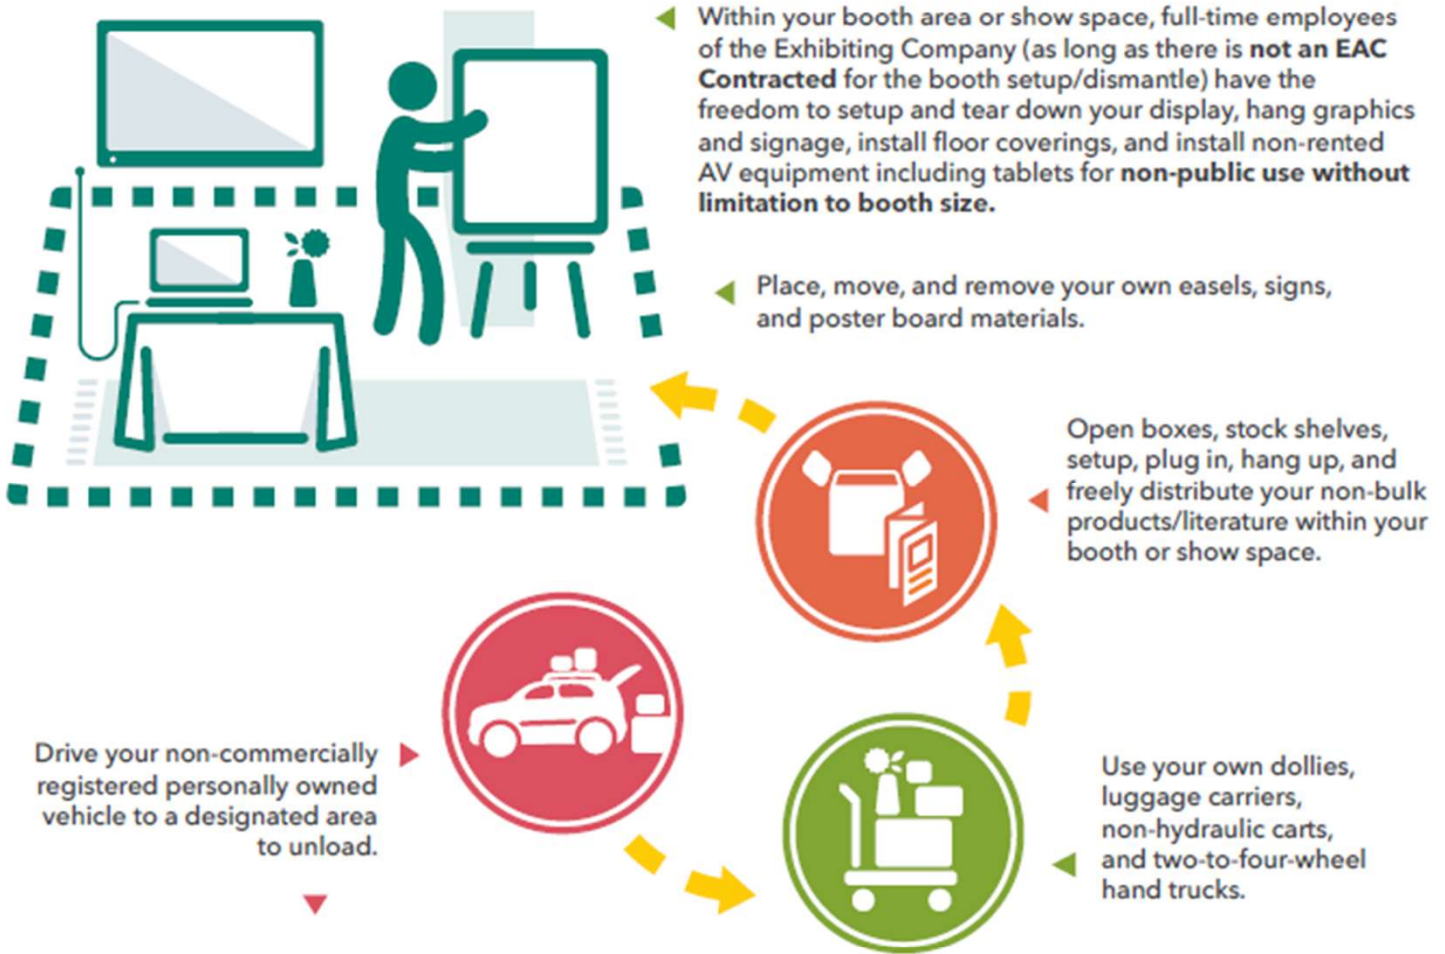 Within your booth area or show space, full-time employees
of the Exhibiting Company (as long as there is not an EAC
Contracted for the booth setup/dismantle) have the
freedom to setup and tear down your display, hang graphics
and signage, install floor coverings, and install non-rented
AV equipment including tablets for non-public use without
limitation to booth size.
Place, move, and remove your own easels, signs,
and poster board materials.
Open boxes, stock shelves,
setup, plug in, hang up, and
freely distribute your non-bulk
products/literature within your
booth or show space.
Drive your non-commercially
registered personally owned
vehicle to a designated area
to unload.
Use your own dollies,
luggage carriers,
non-hydraulic carts,
and two-to-four-wheel
hand trucks.